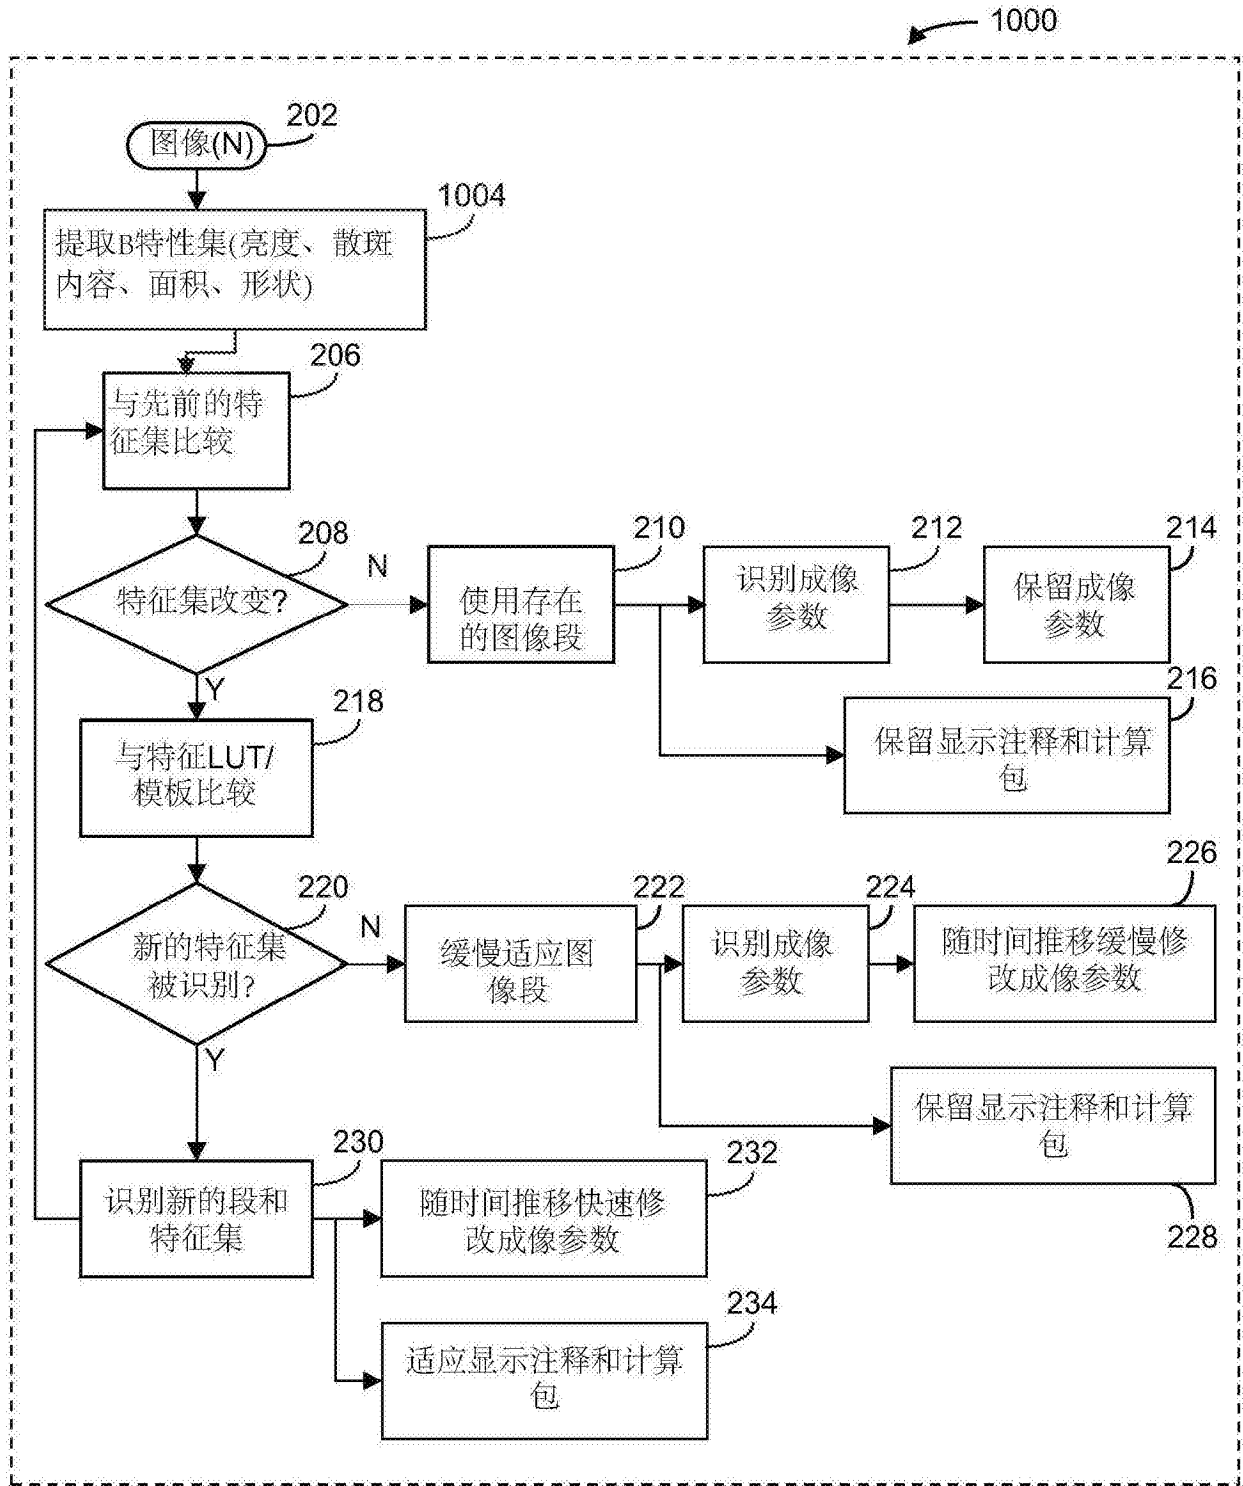 1000
202
图像(N)
1004
提取B特性集(亮度、散斑
内容、面积、形状)
206
与先前的特
征集比较
208
特征集改变?
N
Y
210
使用存在
的图像段
212
识别成像
参数
214
保留成像
参数
216
保留显示注释和计算
包
218
与特征LUT/
模板比较
220
新的特征集
被识别?
N
Y
222
缓慢适应图
像段
224
识别成像
参数
226
随时间推移缓慢修
改成像参数
保留显示注释和计算
包
228
230
识别新的段和
特征集
232
随时间推移快速修
改成像参数
234
适应显示注释和计算
包